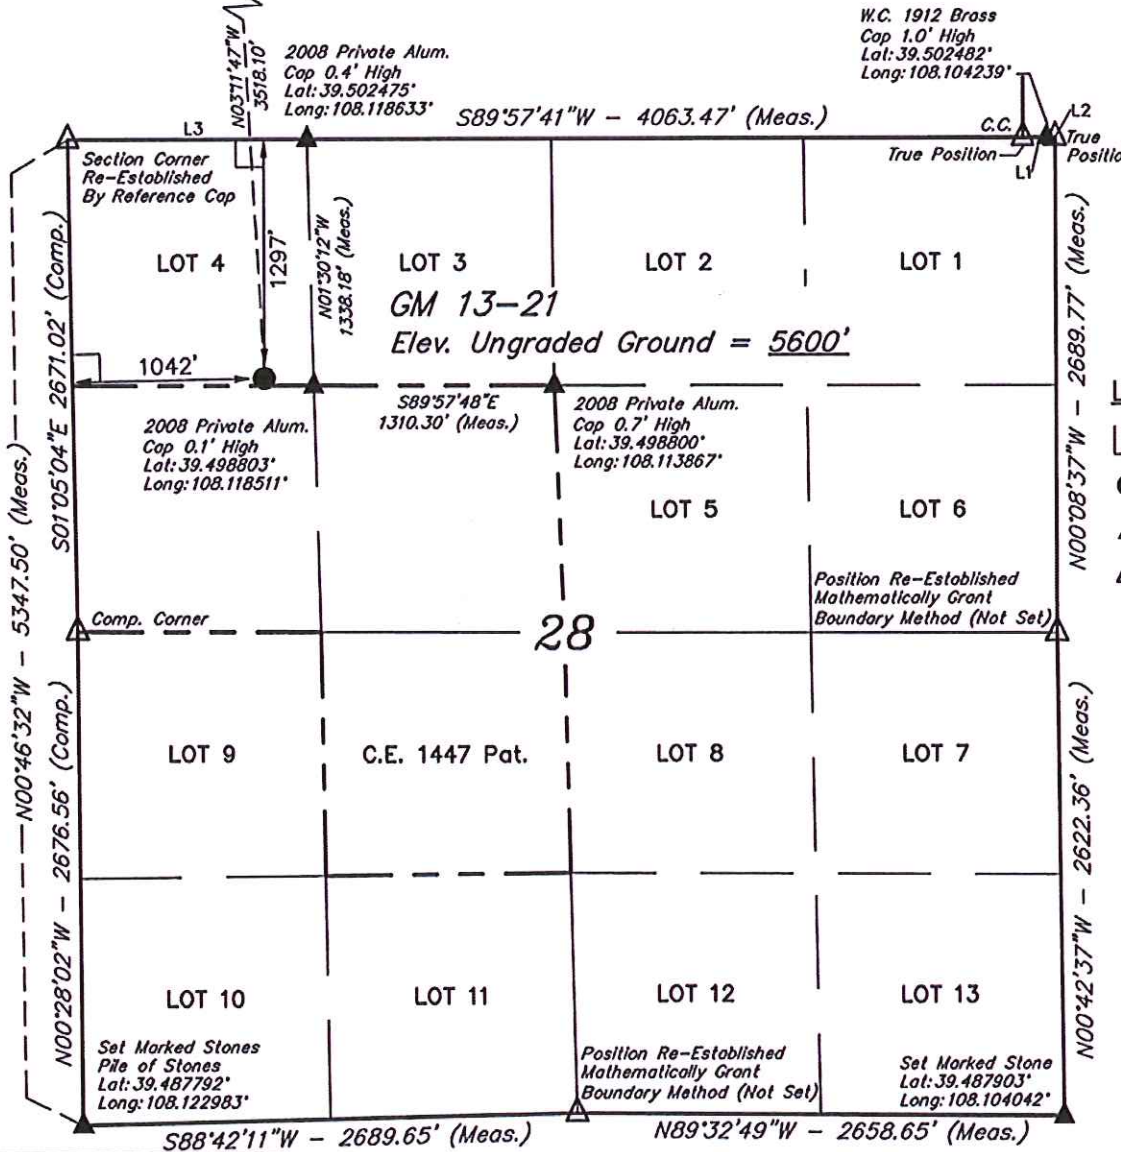 W.C. 1912 Brass
Cap 1.0' High
Lat: 39.502482°
Long: 108.104239°
2008 Private Alum.
Cap 0.4' High
Lat: 39.502475°
Long: 108.118633°
N03°11'47"W
3518.10'
L3
S89°57'41"W - 4063.47' (Meas.)
C.C.
L2
True
True Position
L1
Section Corner
Re-Established
By Reference Cap
LOT 4
1297'
N01°30'12"W
1338.18' (Meas.)
LOT 3
LOT 2
LOT 1
GM 13-21
Elev. Ungraded Ground = 5600'
1042'
S01°05'04"E 2671.02' (Comp.)
N00°08'37"W - 2689.77' (Meas.)
S89°57'48"E
1310.30' (Meas.)
2008 Private Alum.
Cap 0.1' High
Lat: 39.498803°
Long: 108.118511°
2008 Private Alum.
Cap 0.7' High
Lat: 39.498800°
Long: 108.113867°
LOT 5
LOT 6
N00°46'32"W - 5347.50' (Meas.)
Position Re-Established
Mathematically Grant
Boundary Method (Not Set)
Comp. Corner
28
N00°28'02"W - 2676.56' (Comp.)
LOT 9
C.E. 1447 Pat.
LOT 8
LOT 7
N00°42'37"W - 2622.36' (Meas.)
LOT 10
LOT 11
LOT 12
LOT 13
Set Marked Stones
Pile of Stones
Lat: 39.487792°
Long: 108.122983°
Position Re-Established
Mathematically Grant
Boundary Method (Not Set)
Set Marked Stone
Lat: 39.487903°
Long: 108.104042°
S88°42'11"W - 2689.65' (Meas.)
N89°32'49"W - 2658.65' (Meas.)